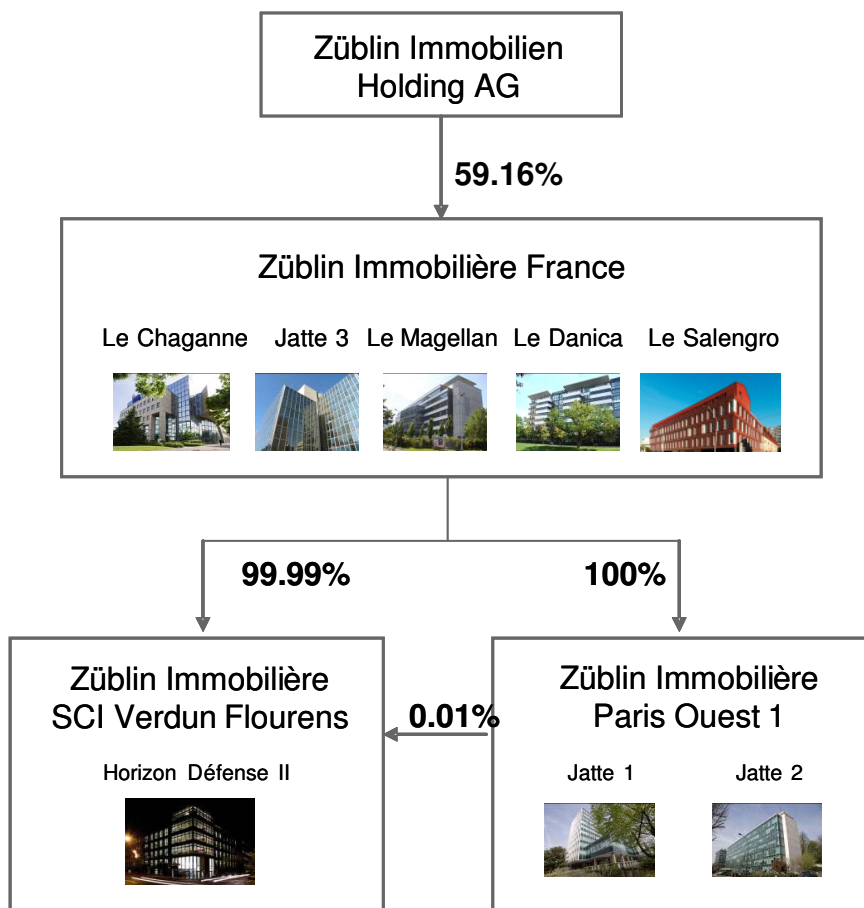 Züblin Immobilien
Holding AG
59.16%
Züblin Immobilière France
Le Chaganne Jatte 3 Le Magellan Le Danica Le Salengro
99.99%
100%
Züblin Immobilière
SCI Verdun Flourens
0.01%
Züblin Immobilière
Paris Ouest 1
Horizon Défense II
Jatte 1
Jatte 2